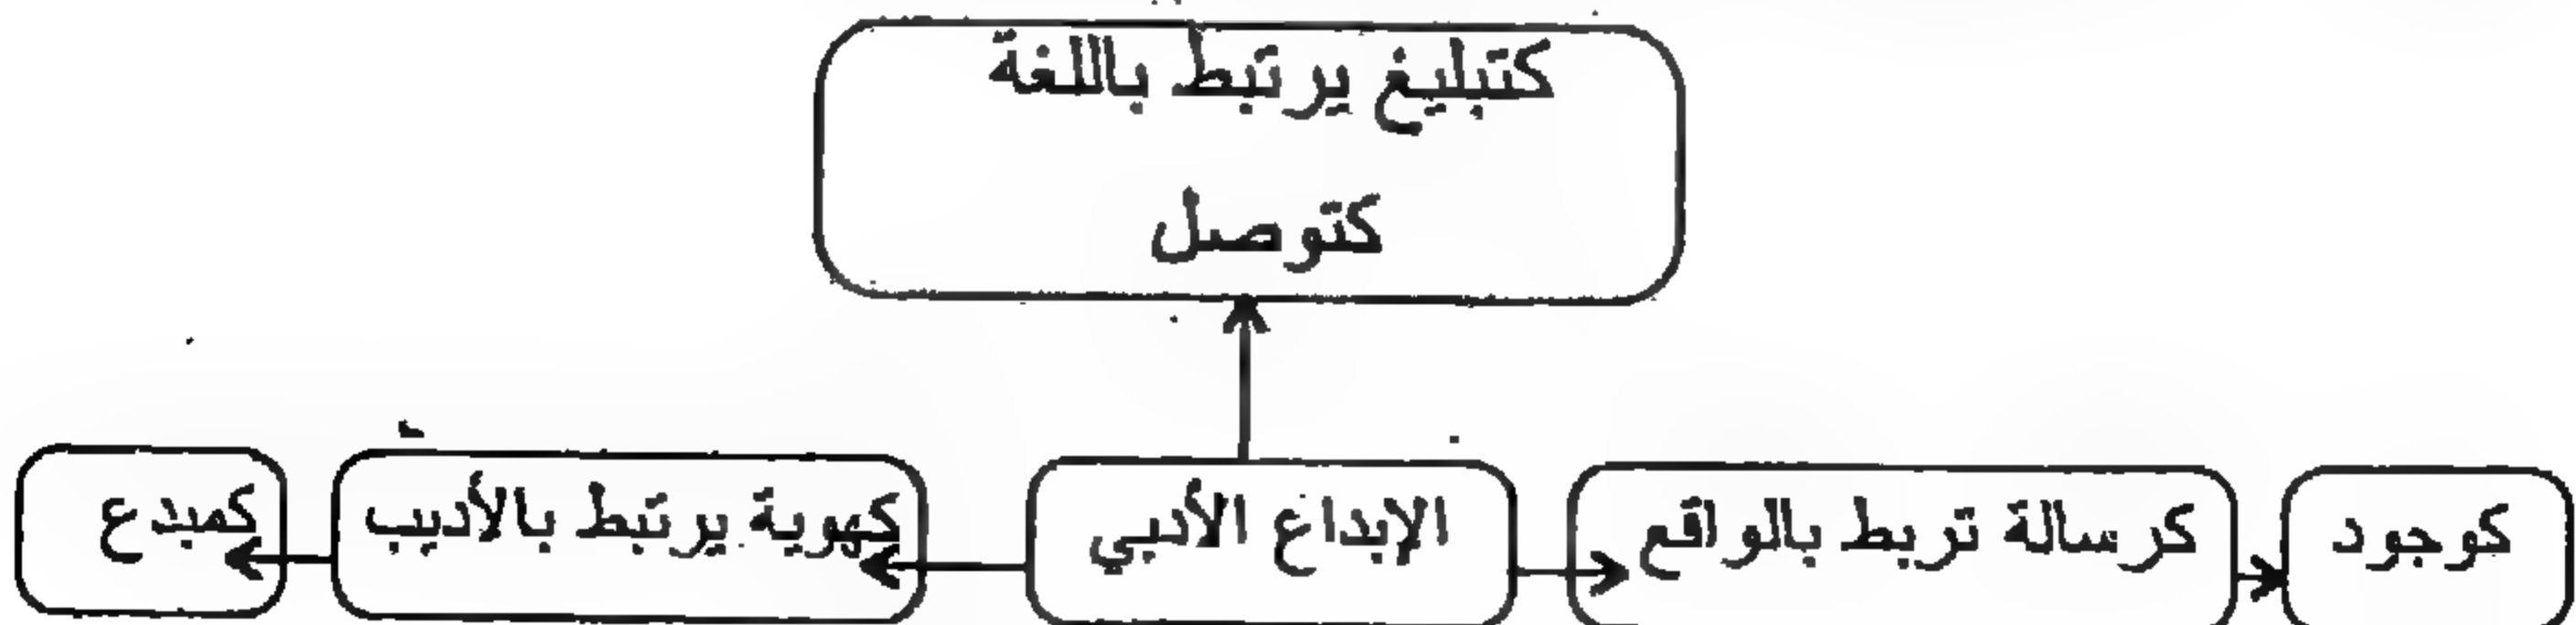 كتبليغ يرتبط باللغة
كتوصل
كوجود
كرسالة تربط بالواقع
الإبداع الأدبي
كهوية يرتبط بالأديب
كمبدع